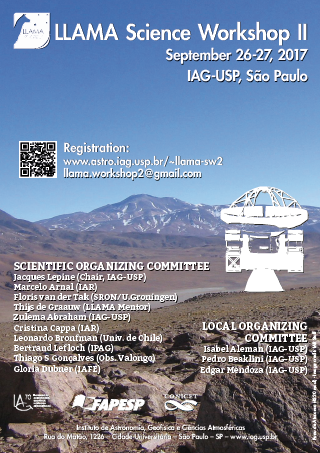 LLAMA
LLAMA Science Workshop II
September 26-27, 2017
IAG-USP, São Paulo
Registration:
www.astro.iag.usp.br/~llama-sw2
llama.workshop2@gmail.com
SCIENTIFIC ORGANIZING COMMITTEE
Jacques Lepine (Chair, IAG-USP)
Marcelo Arnal (IAR)
Floris van der Tak (SRON/U.Groningen)
Thijs de Graauw (LLAMA Mentor)
Zulema Abraham (IAG-USP)
Cristina Cappa (IAR)
Leonardo Bronfman (Univ. de Chile)
Bertrand Lefloch (IPAG)
Thiago S Gonçalves (Obs. Valongo)
Gloria Dubner (IAFE)
LOCAL ORGANIZING
COMMITTEE
Isabel Aleman (IAG-USP)
Pedro Beaklini (IAG-USP)
Edgar Mendoza (IAG-USP)
FAPESP
CONICET
Instituto de Astronomia, Geofísica e Ciências Atmosféricas
Rua do Matão, 1226 – Cidade Universitária – São Paulo – SP – www.iag.usp.br